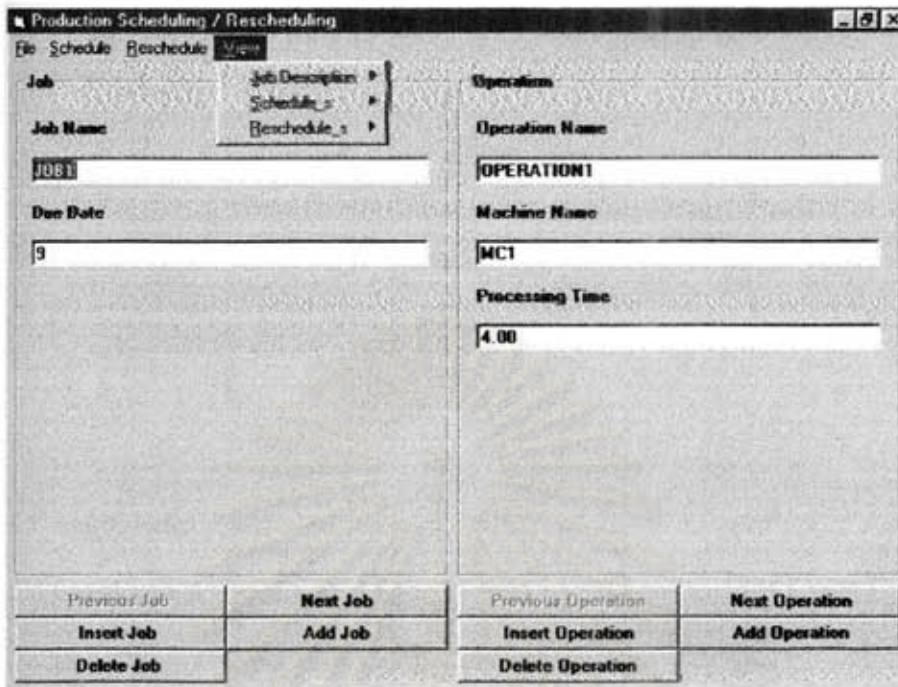 Production Scheduling / Rescheduling
File Schedule Reschedule View
Job Description
Schedule_s
Reschedule_s
Job
Job Name
JOB1
Due Date
9
Operation
Operation Name
OPERATION1
Machine Name
MC1
Processing Time
4.00
Previous Job Next Job Previous Operation Next Operation
Insert Job Add Job Insert Operation Add Operation
Delete Job Delete Operation